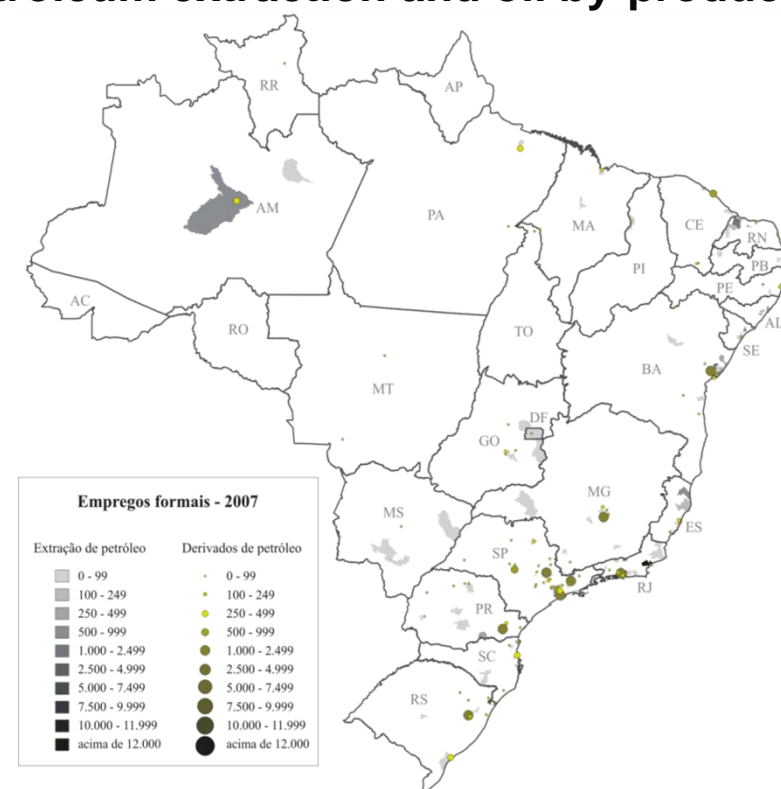 RR
AP
AM
PA
MA
CE
RN
PB
PI
PE
AL
SE
AC
RO
TO
BA
MT
DF
GO
MG
MS
ES
SP
RJ
PR
SC
RS
Empregos formais - 2007
Extração de petróleo
Derivados de petróleo
0 - 99
0 - 99
100 - 249
100 - 249
250 - 499
250 - 499
500 - 999
500 - 999
1.000 - 2.499
1.000 - 2.499
2.500 - 4.999
2.500 - 4.999
5.000 - 7.499
5.000 - 7.499
7.500 - 9.999
7.500 - 9.999
10.000 - 11.999
10.000 - 11.999
acima de 12.000
acima de 12.000